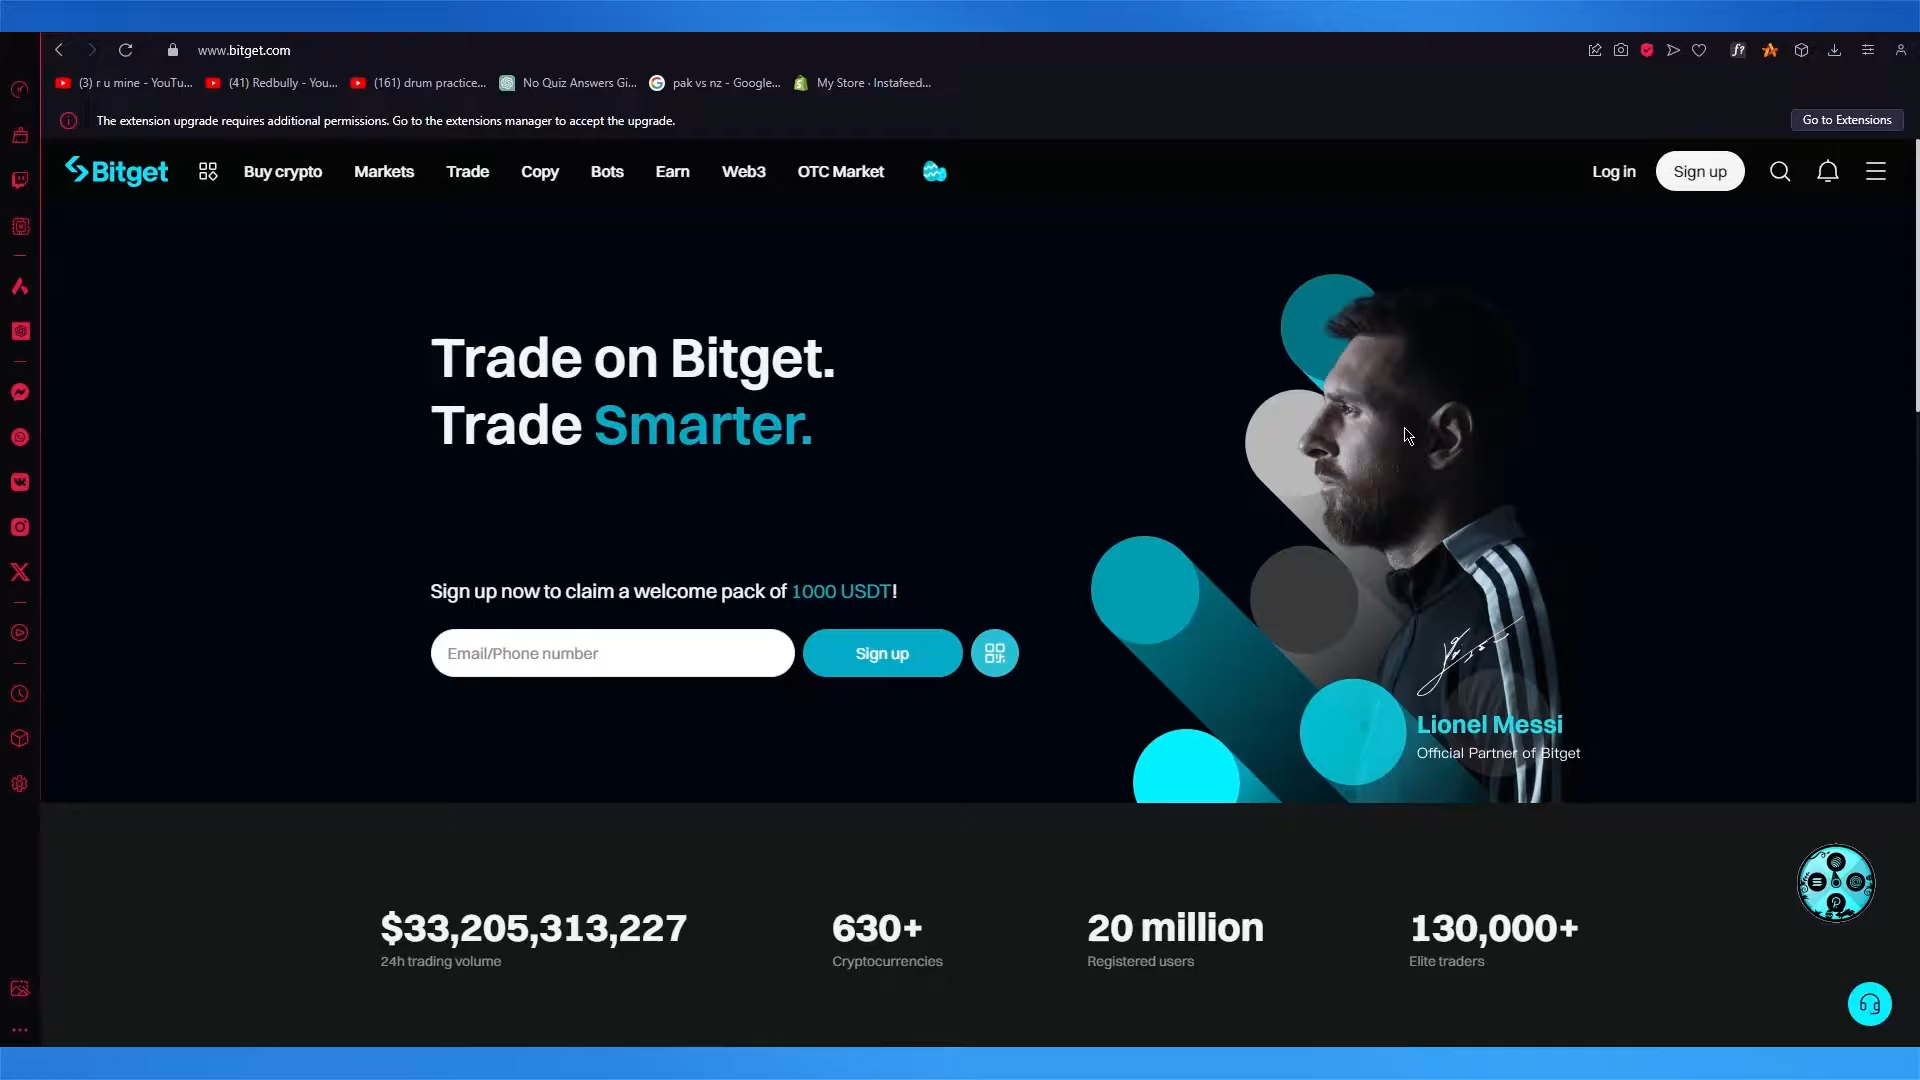 www.bitget.com
(3) r u mine - YouTu...
(41) Redbully - You...
(161) drum practice...
No Quiz Answers Gi...
pak vs nz - Google...
My Store · Instafeed...
The extension upgrade requires additional permissions. Go to the extensions manager to accept the upgrade.
Go to Extensions
Bitget
Buy crypto
Markets
Trade
Copy
Bots
Earn
Web3
OTC Market
Log in
Sign up
Trade on Bitget.
Trade Smarter.
Sign up now to claim a welcome pack of 1000 USDT!
Email/Phone number
Sign up
Lionel Messi
Official Partner of Bitget
$33,205,313,227
24h trading volume
630+
Cryptocurrencies
20 million
Registered users
130,000+
Elite traders